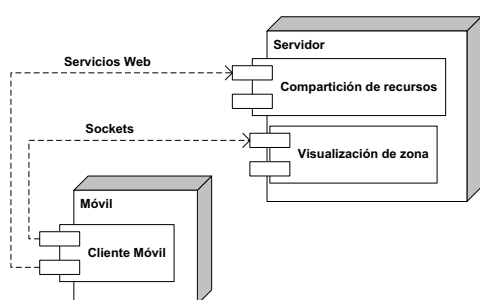 Servidor
Servicios Web
Compartición de recursos
Sockets
Visualización de zona
Móvil
Cliente Móvil